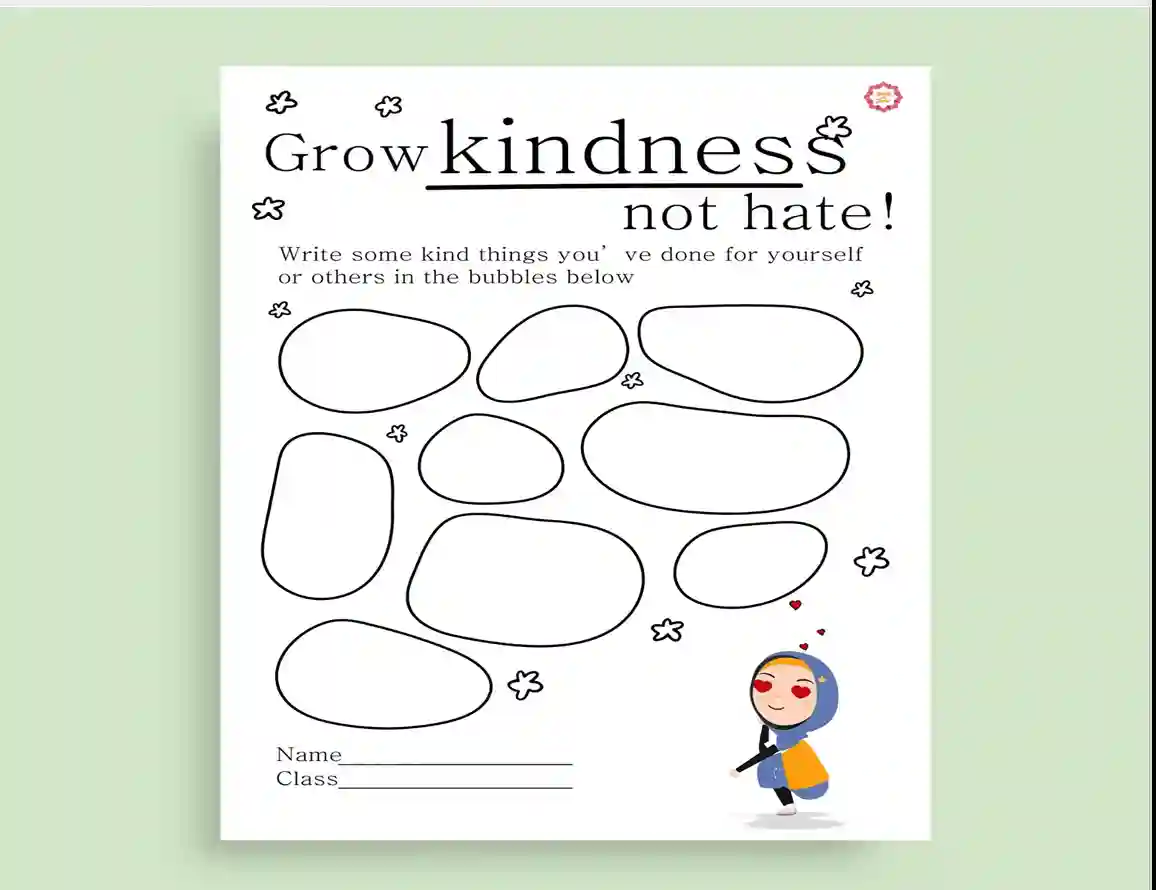 Grow kindness
not hate!
Write some kind things you’ ve done for yourself
or others in the bubbles below
Name
Class